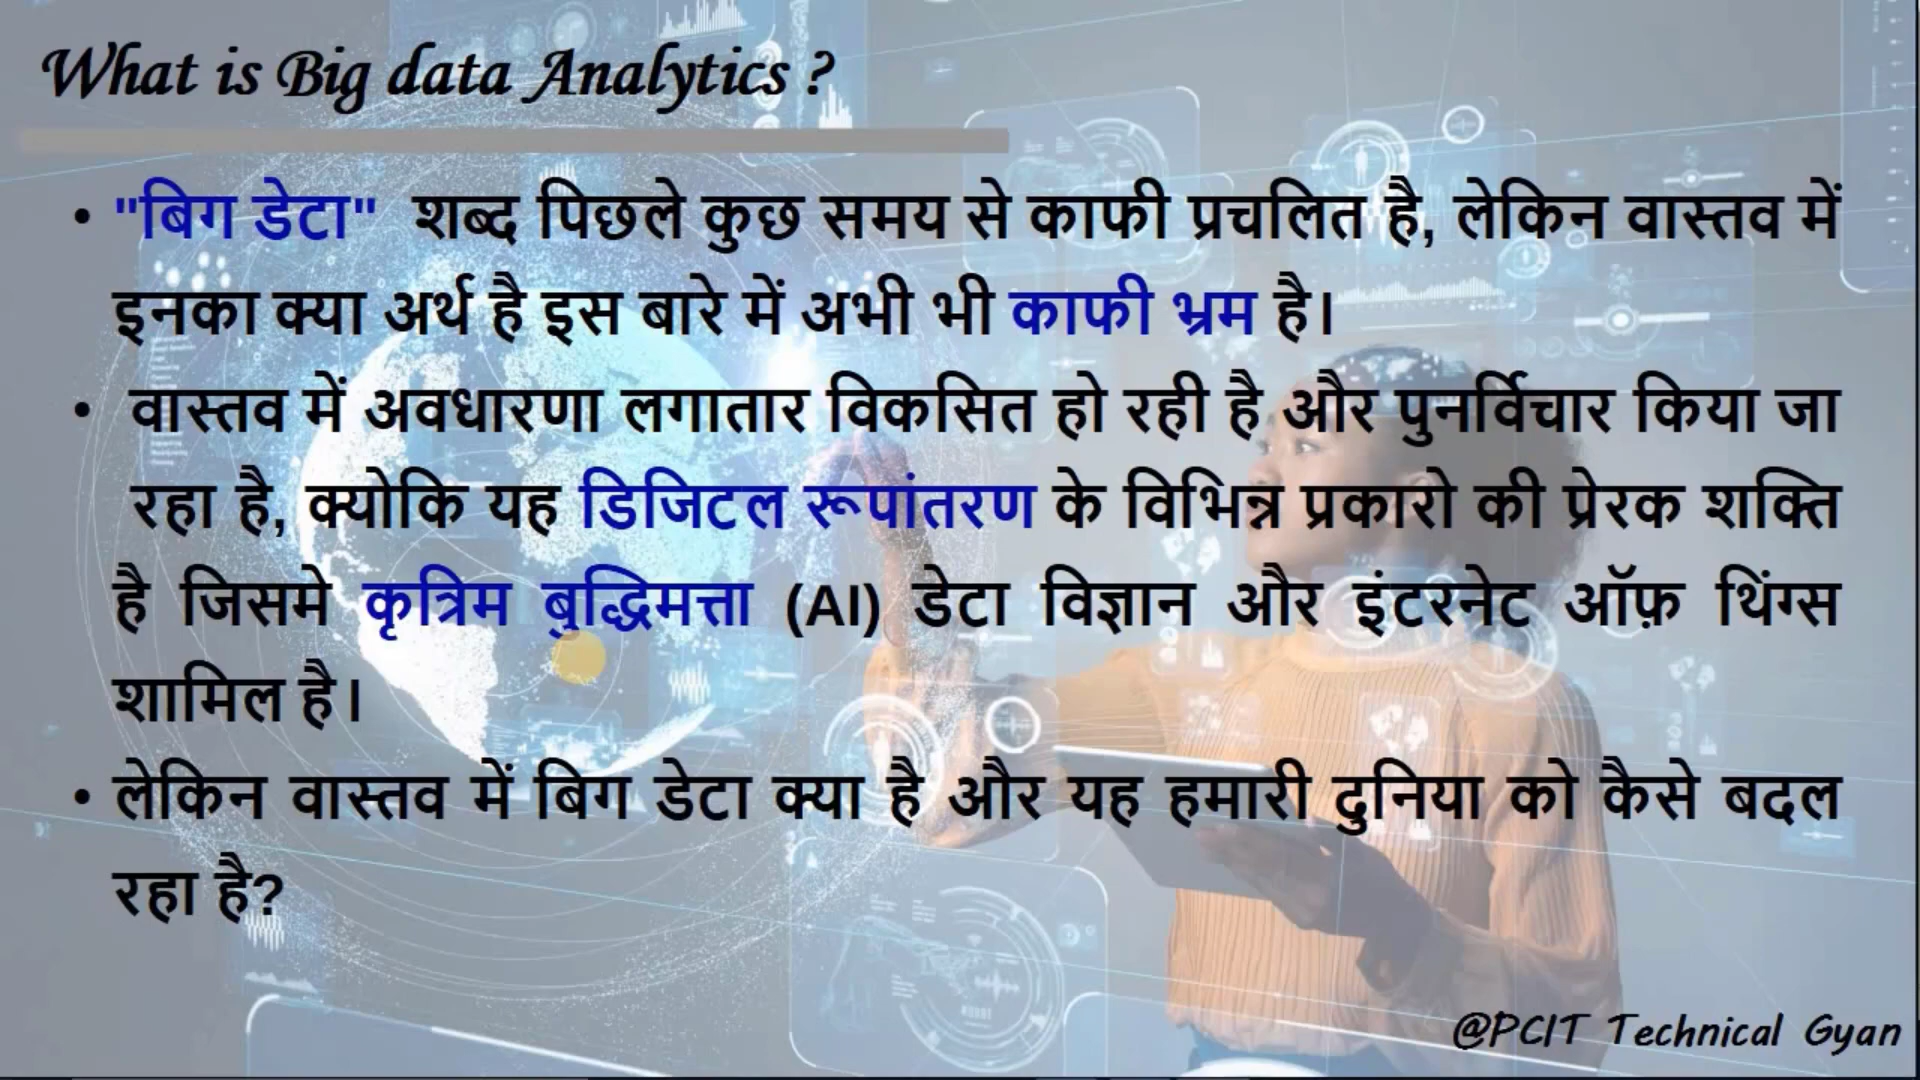 What is Big data Analytics ?
• "बिग डेटा" शब्द पिछले कुछ समय से काफी प्रचलित है, लेकिन वास्तव में
इनका क्या अर्थ है इस बारे में अभी भी काफी भ्रम है।
• वास्तव में अवधारणा लगातार विकसित हो रही है और पुनर्विचार किया जा
रहा है, क्योकि यह डिजिटल रूपांतरण के विभिन्न प्रकारो की प्रेरक शक्ति
है जिसमे कृत्रिम बुद्धिमत्ता (AI) डेटा विज्ञान और इंटरनेट ऑफ़ थिंग्स
शामिल है।
• लेकिन वास्तव में बिग डेटा क्या है और यह हमारी दुनिया को कैसे बदल
रहा है?
@PCIT Technical Gyan